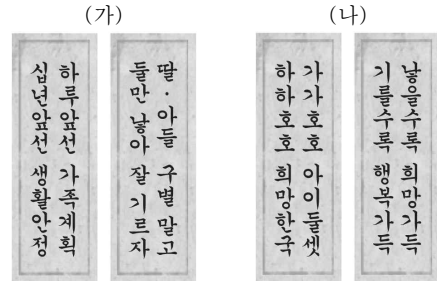 (가)
하루앞선 가족계획
십년앞선 생활안정
딸·아들 구별 말고
둘만 낳아 잘 기르자
(나)
가가호호 아이둘셋
하하호호 희망한국
낳을수록 희망가득
기를수록 행복가득